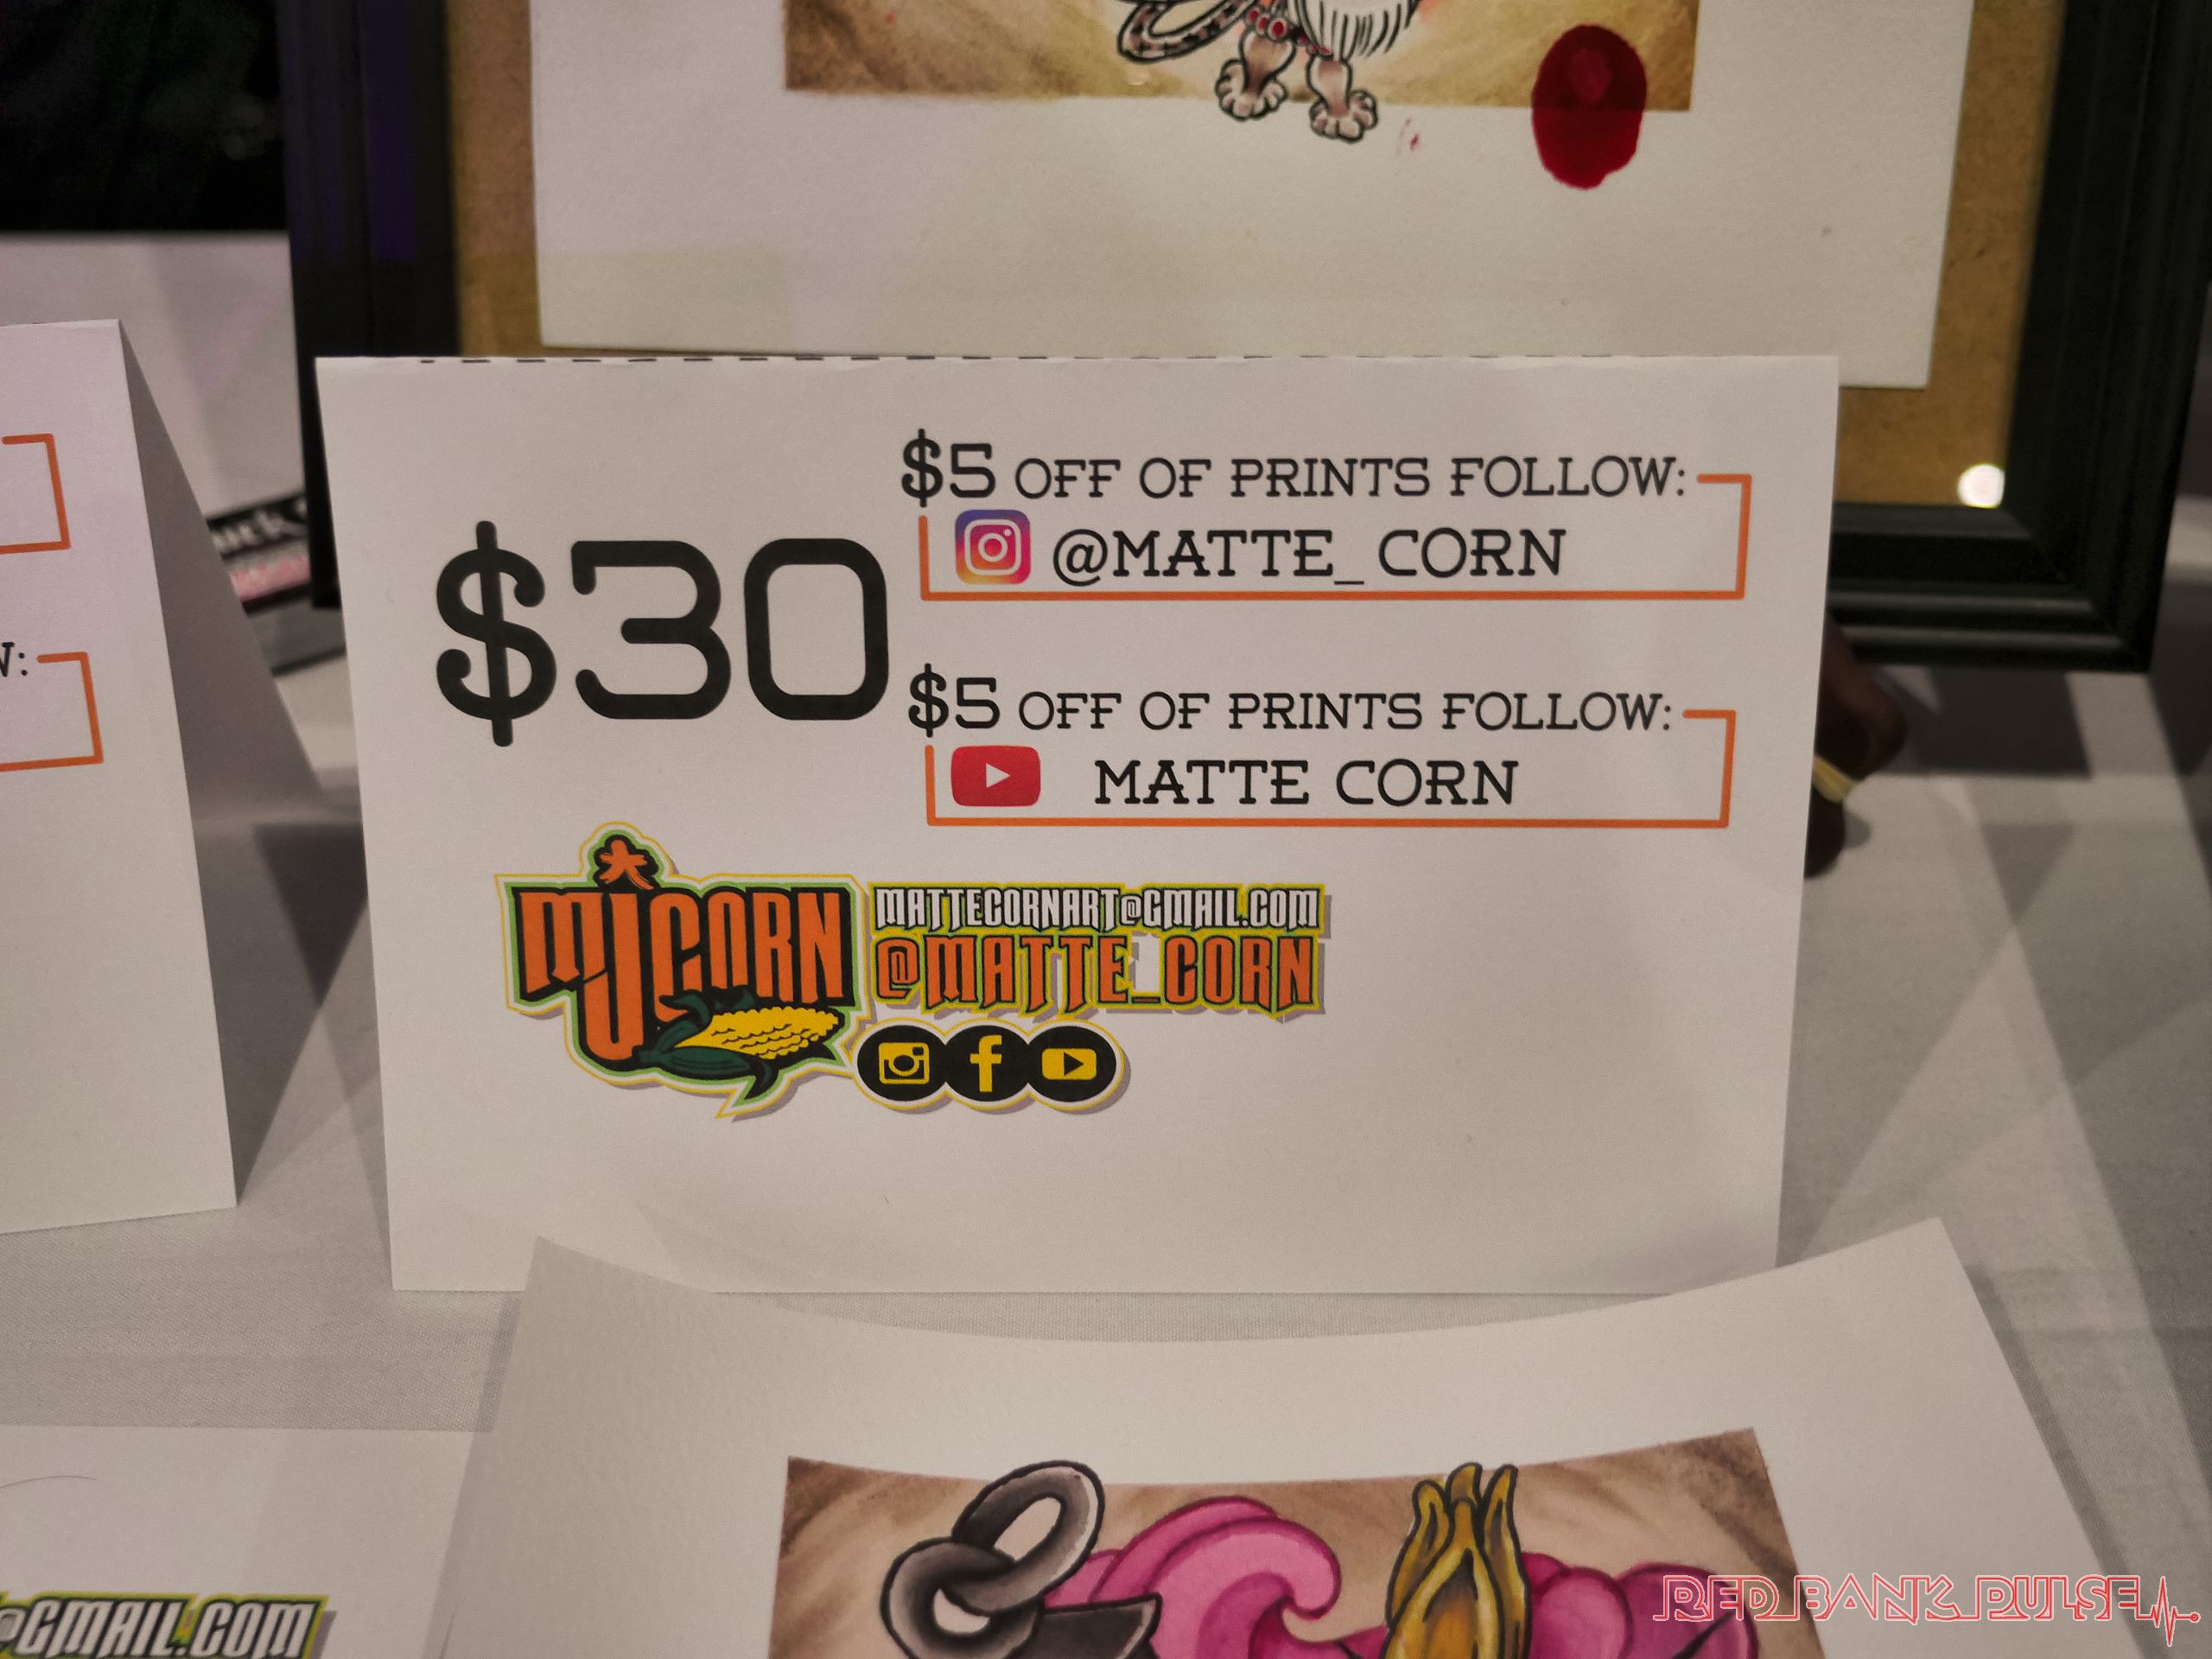 $30
$5 OFF OF PRINTS FOLLOW:
@MATTE_CORN
$5 OFF OF PRINTS FOLLOW:
MATTE CORN
大
MJCORN
MATTECORNART@GMAIL.COM
@MATTE_CORN
W:
@GMAIL.COM
RED BANK PULSE